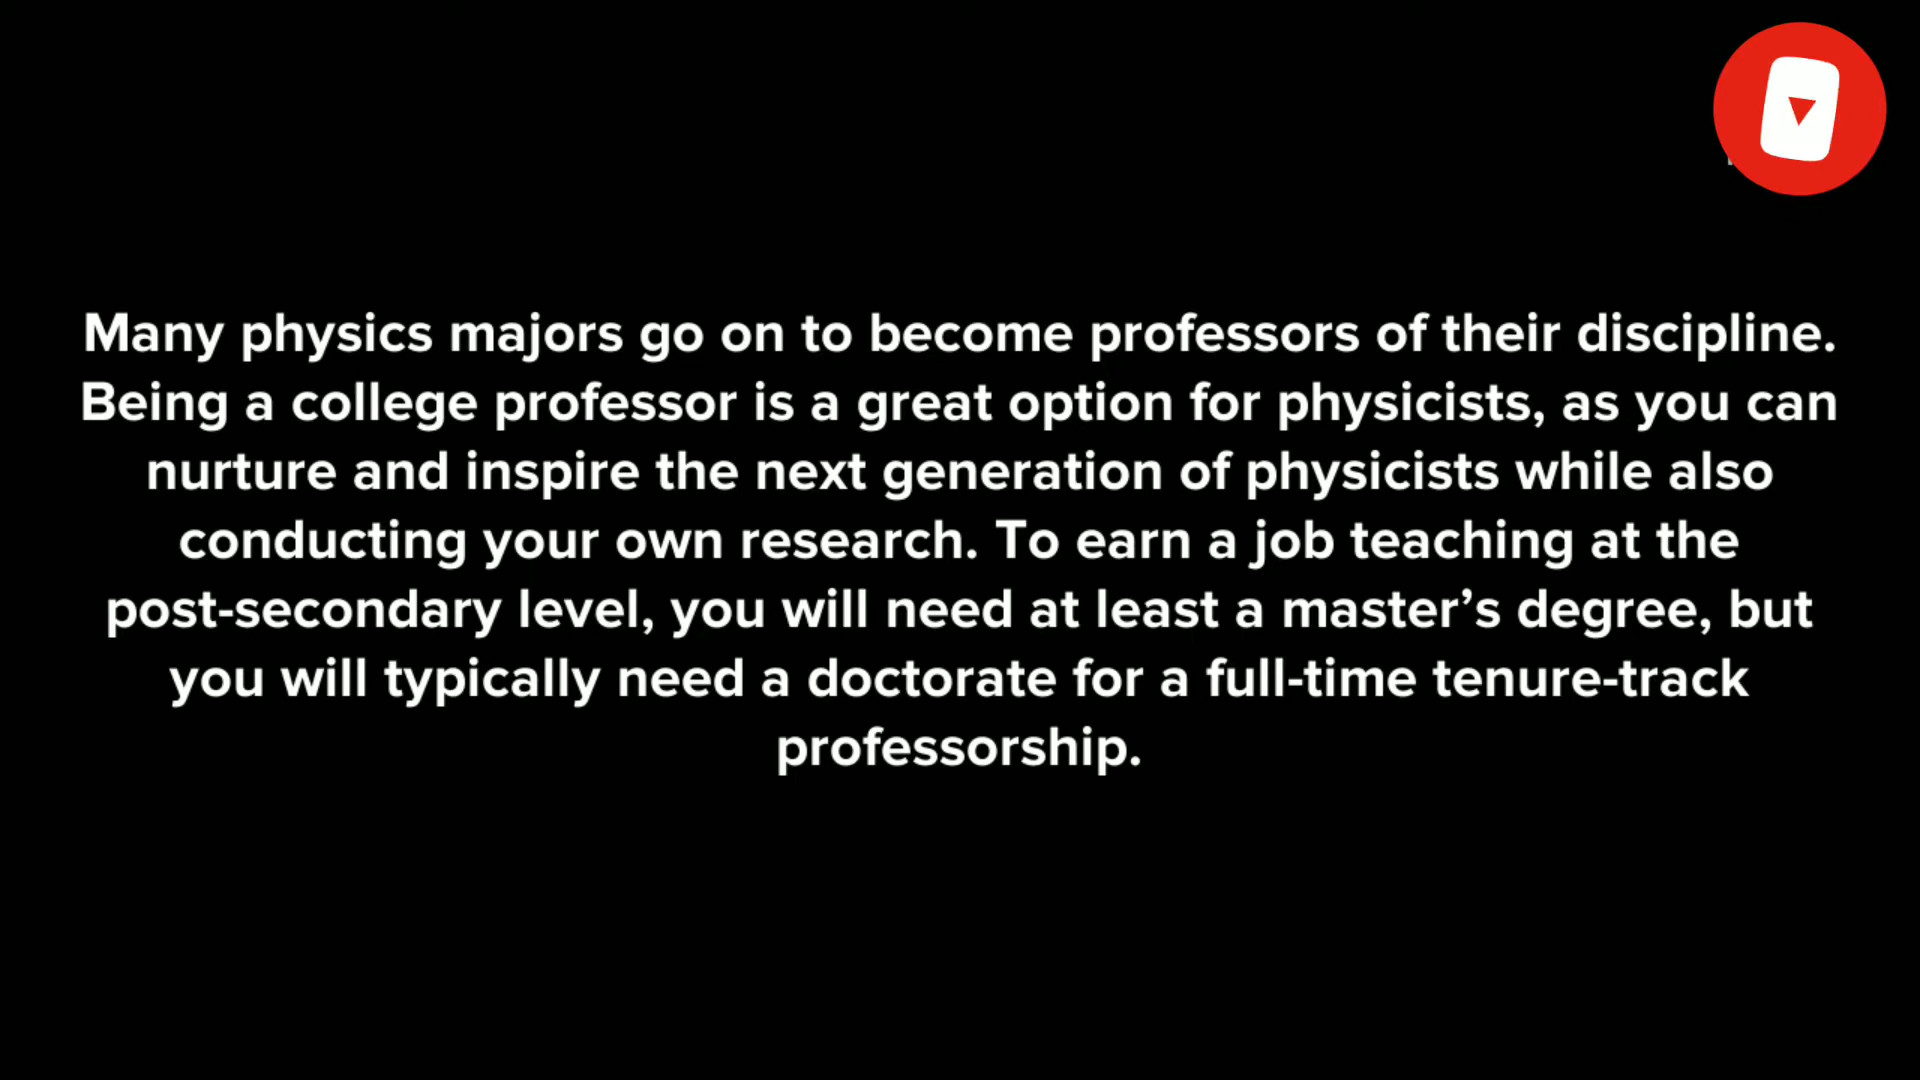 Many physics majors go on to become professors of their discipline.
Being a college professor is a great option for physicists, as you can
nurture and inspire the next generation of physicists while also
conducting your own research. To earn a job teaching at the
post-secondary level, you will need at least a master’s degree, but
you will typically need a doctorate for a full-time tenure-track
professorship.